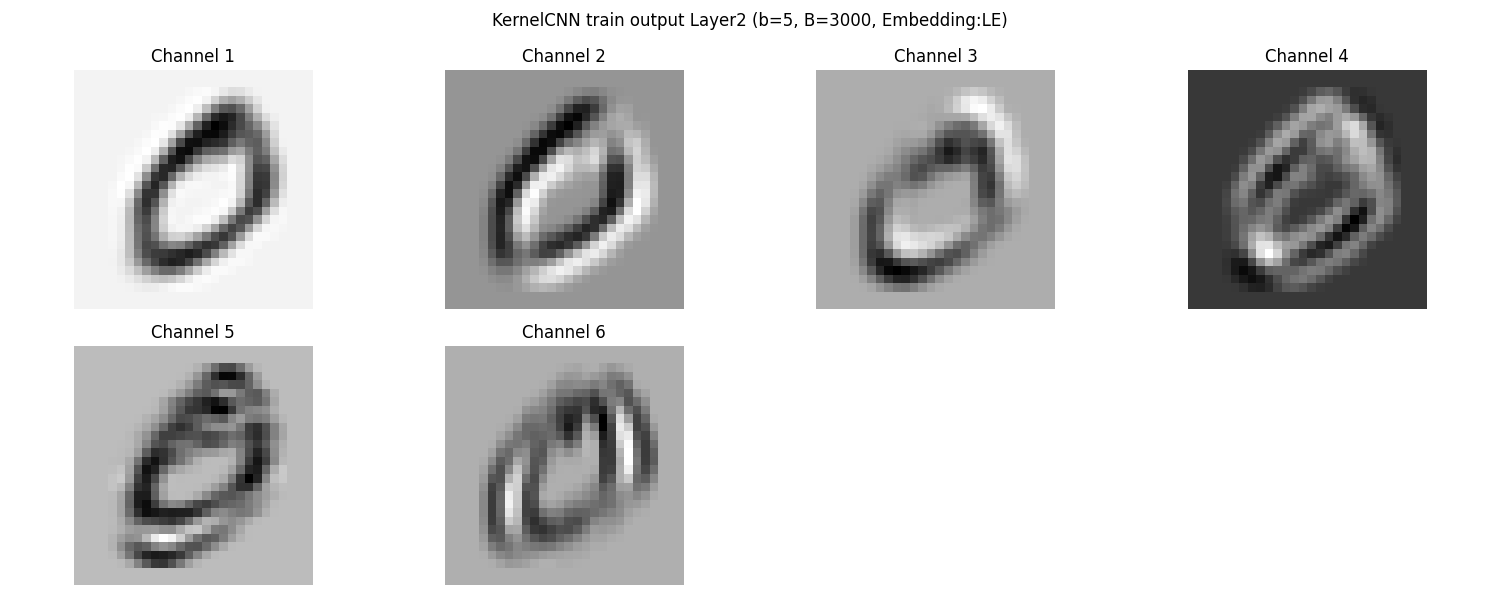 KernelCNN train output Layer2 (b=5, B=3000, Embedding:LE)
Channel 1
Channel 2
Channel 3
Channel 4
Channel 5
Channel 6